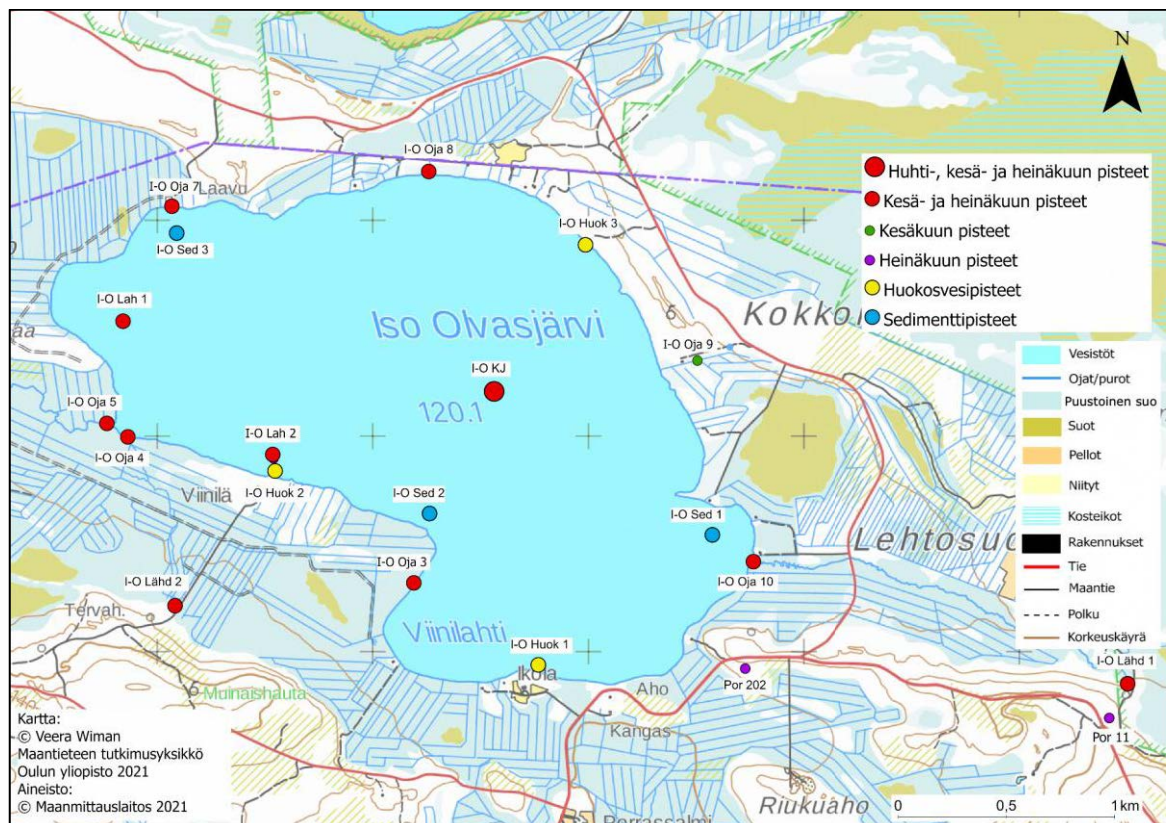 N
I-O Oja 8
I-O Oja 7
Laavu
I-O Sed 3
I-O Huok 3
I-O Lah 1
Iso Olvasjärvi
I-O KJ
120.1
I-O Oja 9
I-O Oja 5
I-O Oja 4
I-O Lah 2
I-O Huok 2
Viinilä
I-O Sed 2
I-O Sed 1
Lehtosuo
I-O Oja 3
I-O Oja 10
I-O Lähd 2
Tervah.
Viinilahti
I-O Huok 1
Ikola
Muinaishauta
Aho
Kangas
Por 202
I-O Lähd 1
Por 11
Riukuaho
Perrassalmi
Huhti-, kesä- ja heinäkuun pisteet
Kesä- ja heinäkuun pisteet
Kesäkuun pisteet
Heinäkuun pisteet
Huokosvesipisteet
Sedimenttipisteet
Vesistöt
Ojat/purot
Puustoinen suo
Suot
Pellot
Niityt
Kosteikot
Rakennukset
Tie
Maantie
Polku
Korkeuskäyrä
Kartta:
© Veera Wiman
Maantieteen tutkimusyksikkö
Oulun yliopisto 2021
Aineisto:
© Maanmittauslaitos 2021
0 0,5 1 km